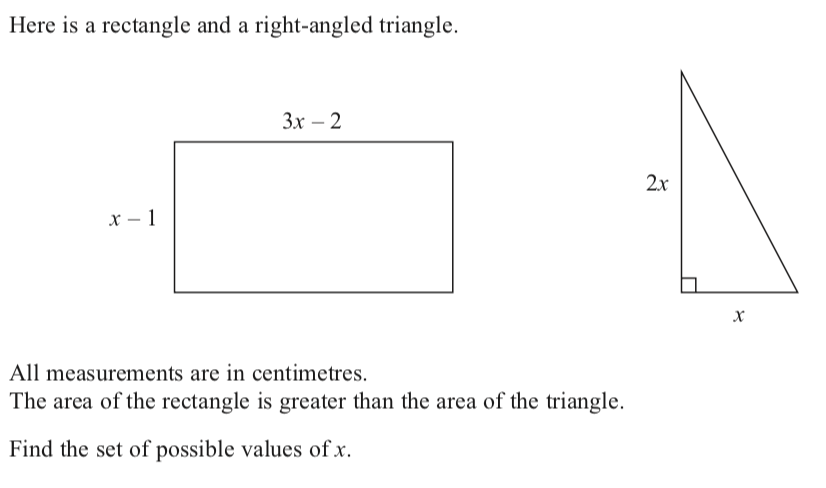 Here is a rectangle and a right-angled triangle.
3x – 2
2x
x – 1
x
All measurements are in centimetres.
The area of the rectangle is greater than the area of the triangle.
Find the set of possible values of x.